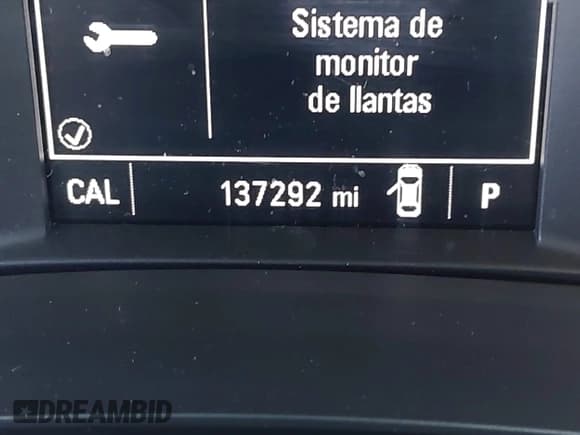 Sistema de
monitor
de llantas
CAL 137292 mi P
DREAMBID